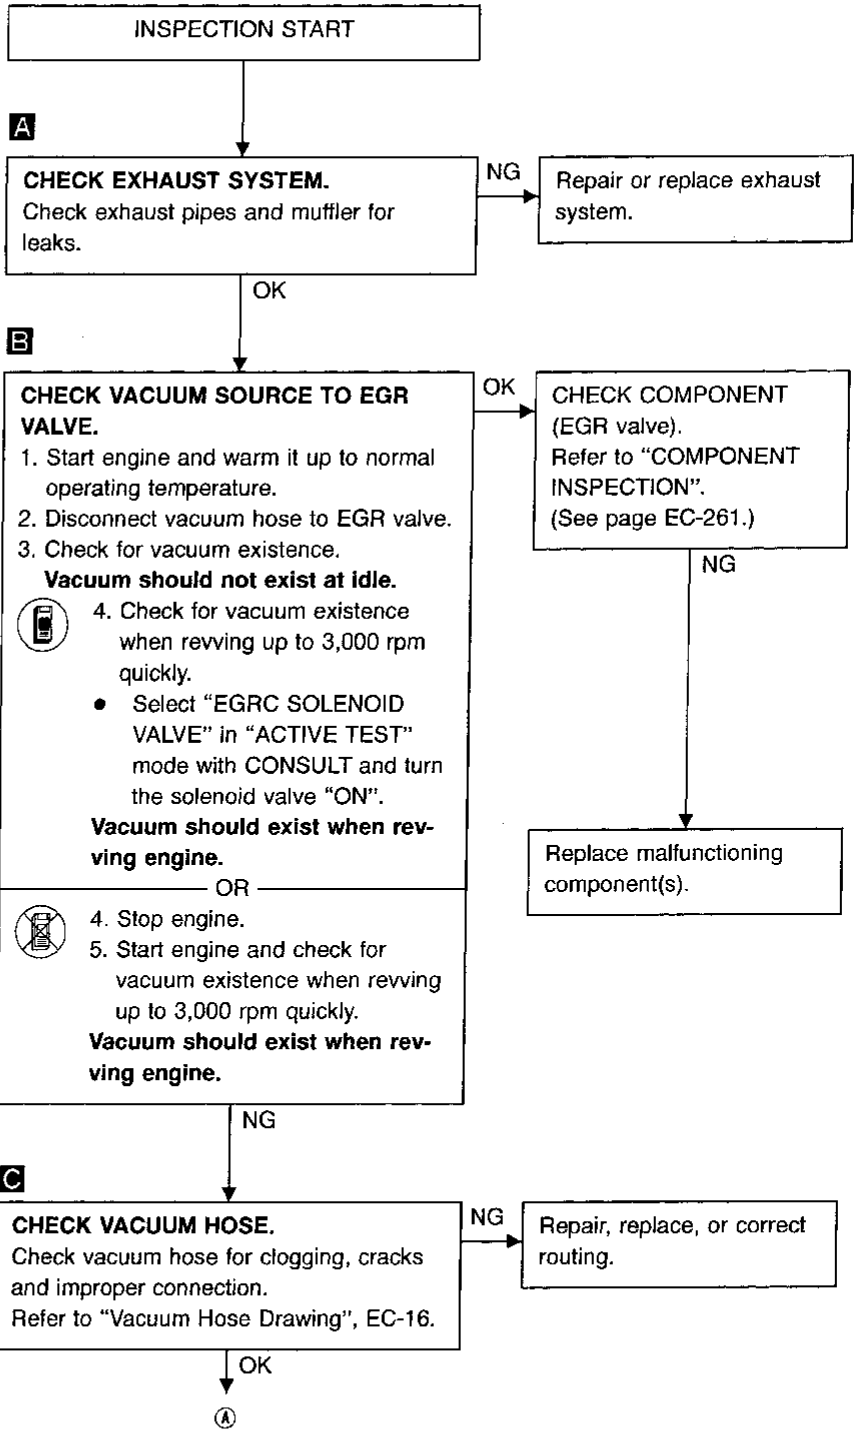 INSPECTION START
A
CHECK EXHAUST SYSTEM.
Check exhaust pipes and muffler for
leaks.
NG
Repair or replace exhaust
system.
OK
B
CHECK VACUUM SOURCE TO EGR
VALVE.
1. Start engine and warm it up to normal
operating temperature.
2. Disconnect vacuum hose to EGR valve.
3. Check for vacuum existence.
Vacuum should not exist at idle.
4. Check for vacuum existence
when revving up to 3,000 rpm
quickly.
● Select “EGRC SOLENOID
VALVE” in “ACTIVE TEST”
mode with CONSULT and turn
the solenoid valve “ON”.
Vacuum should exist when rev-
ving engine.
OR
4. Stop engine.
5. Start engine and check for
vacuum existence when revving
up to 3,000 rpm quickly.
Vacuum should exist when rev-
ving engine.
OK
CHECK COMPONENT
(EGR valve).
Refer to “COMPONENT
INSPECTION”.
(See page EC-261.)
NG
Replace malfunctioning
component(s).
NG
C
CHECK VACUUM HOSE.
Check vacuum hose for clogging, cracks
and improper connection.
Refer to “Vacuum Hose Drawing”, EC-16.
NG
Repair, replace, or correct
routing.
OK
Ⓐ